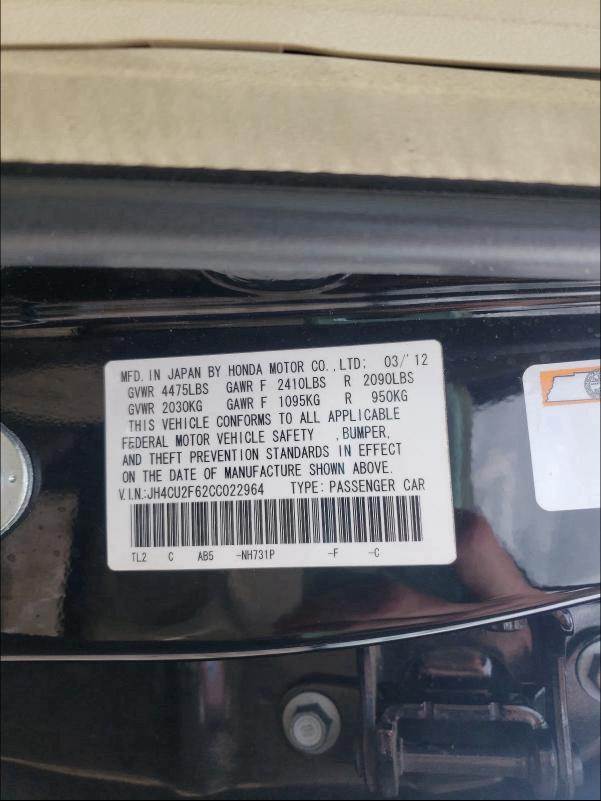 MFD. IN JAPAN BY HONDA MOTOR CO.,LTD; 03/'12
GVWR 4475LBS GAWR F 2410LBS R 2090LBS
GVWR 2030KG GAWR F 1095KG R 950KG
THIS VEHICLE CONFORMS TO ALL APPLICABLE
FEDERAL MOTOR VEHICLE SAFETY ,BUMPER,
AND THEFT PREVENTION STANDARDS IN EFFECT
ON THE DATE OF MANUFACTURE SHOWN ABOVE.
V.I.N.:JH4CU2F62CC022964 TYPE: PASSENGER CAR
TL2 C AB5 -NH731P -F -C